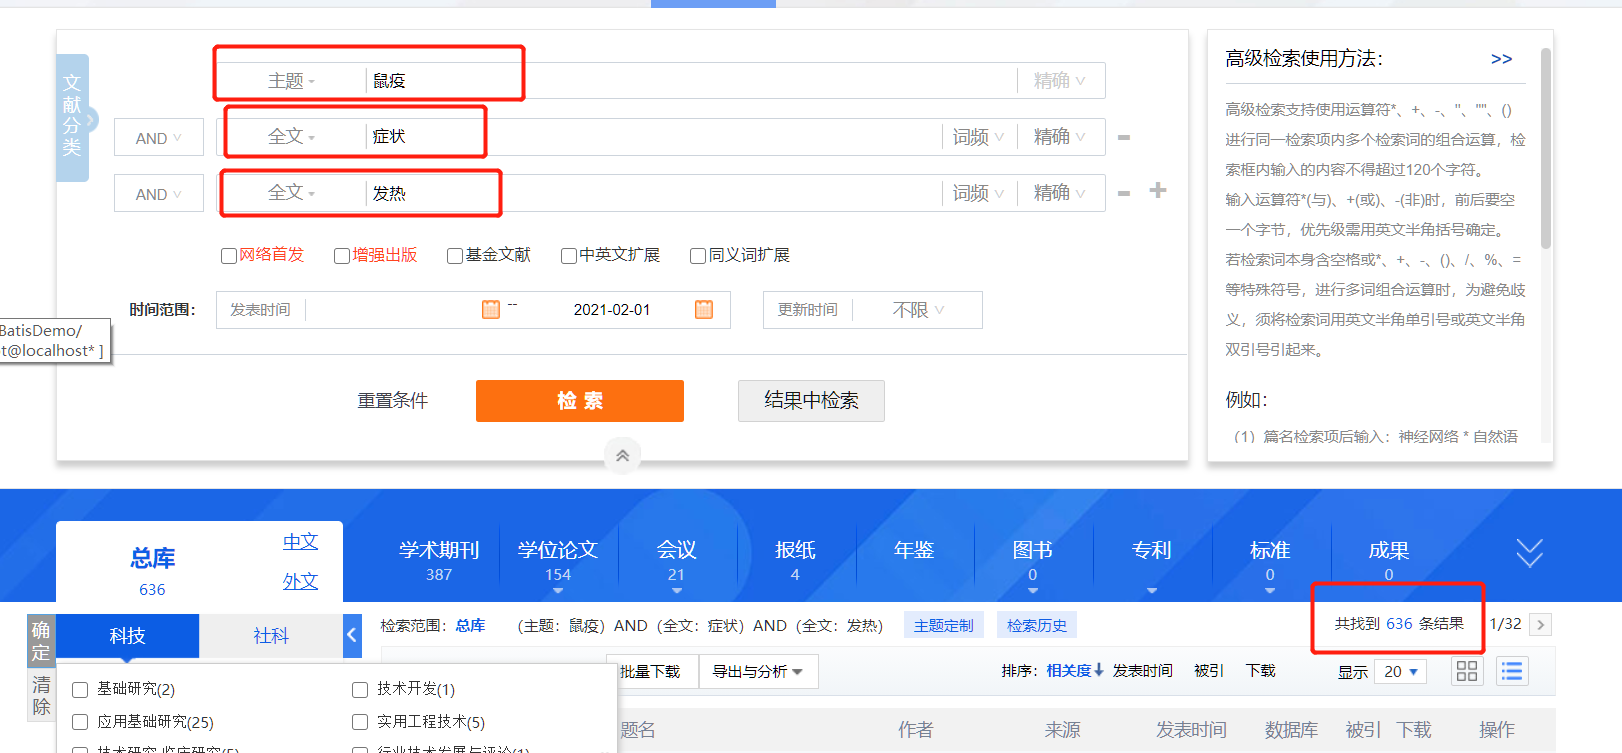 文献分类
主题 鼠疫 精确
AND 全文 症状 词频 精确
AND 全文 发热 词频 精确
网络首发 增强出版 基金文献 中英文扩展 同义词扩展
时间范围： 发表时间 -- 2021-02-01 更新时间 不限
BatisDemo/
t@localhost* ]
重置条件 检索 结果中检索
高级检索使用方法： >>
高级检索支持使用运算符*、+、-、''、""、()
进行同一检索项内多个检索词的组合运算，检
索框内输入的内容不得超过120个字符。
输入运算符*(与)、+(或)、-(非)时，前后要空
一个字节，优先级需用英文半角括号确定。
若检索词本身含空格或*、+、-、()、/、%、=
等特殊符号，进行多词组合运算时，为避免歧
义，须将检索词用英文半角单引号或英文半角
双引号引起来。
例如：
（1）篇名检索项后输入：神经网络 * 自然语
总库 636 中文 外文
学术期刊 387
学位论文 154
会议 21
报纸 4
年鉴
图书 0
专利
标准 0
成果 0
确定
清除
科技 社科
检索范围：总库 （主题：鼠疫）AND（全文：症状）AND（全文：发热） 主题定制 检索历史 共找到 636 条结果 1/32
批量下载 导出与分析 排序：相关度 发表时间 被引 下载 显示 20
基础研究(2) 技术开发(1)
应用基础研究(25) 实用工程技术(5)
题名 作者 来源 发表时间 数据库 被引 下载 操作
技术研究-临床研究(5) 行业技术发展与评论(1)